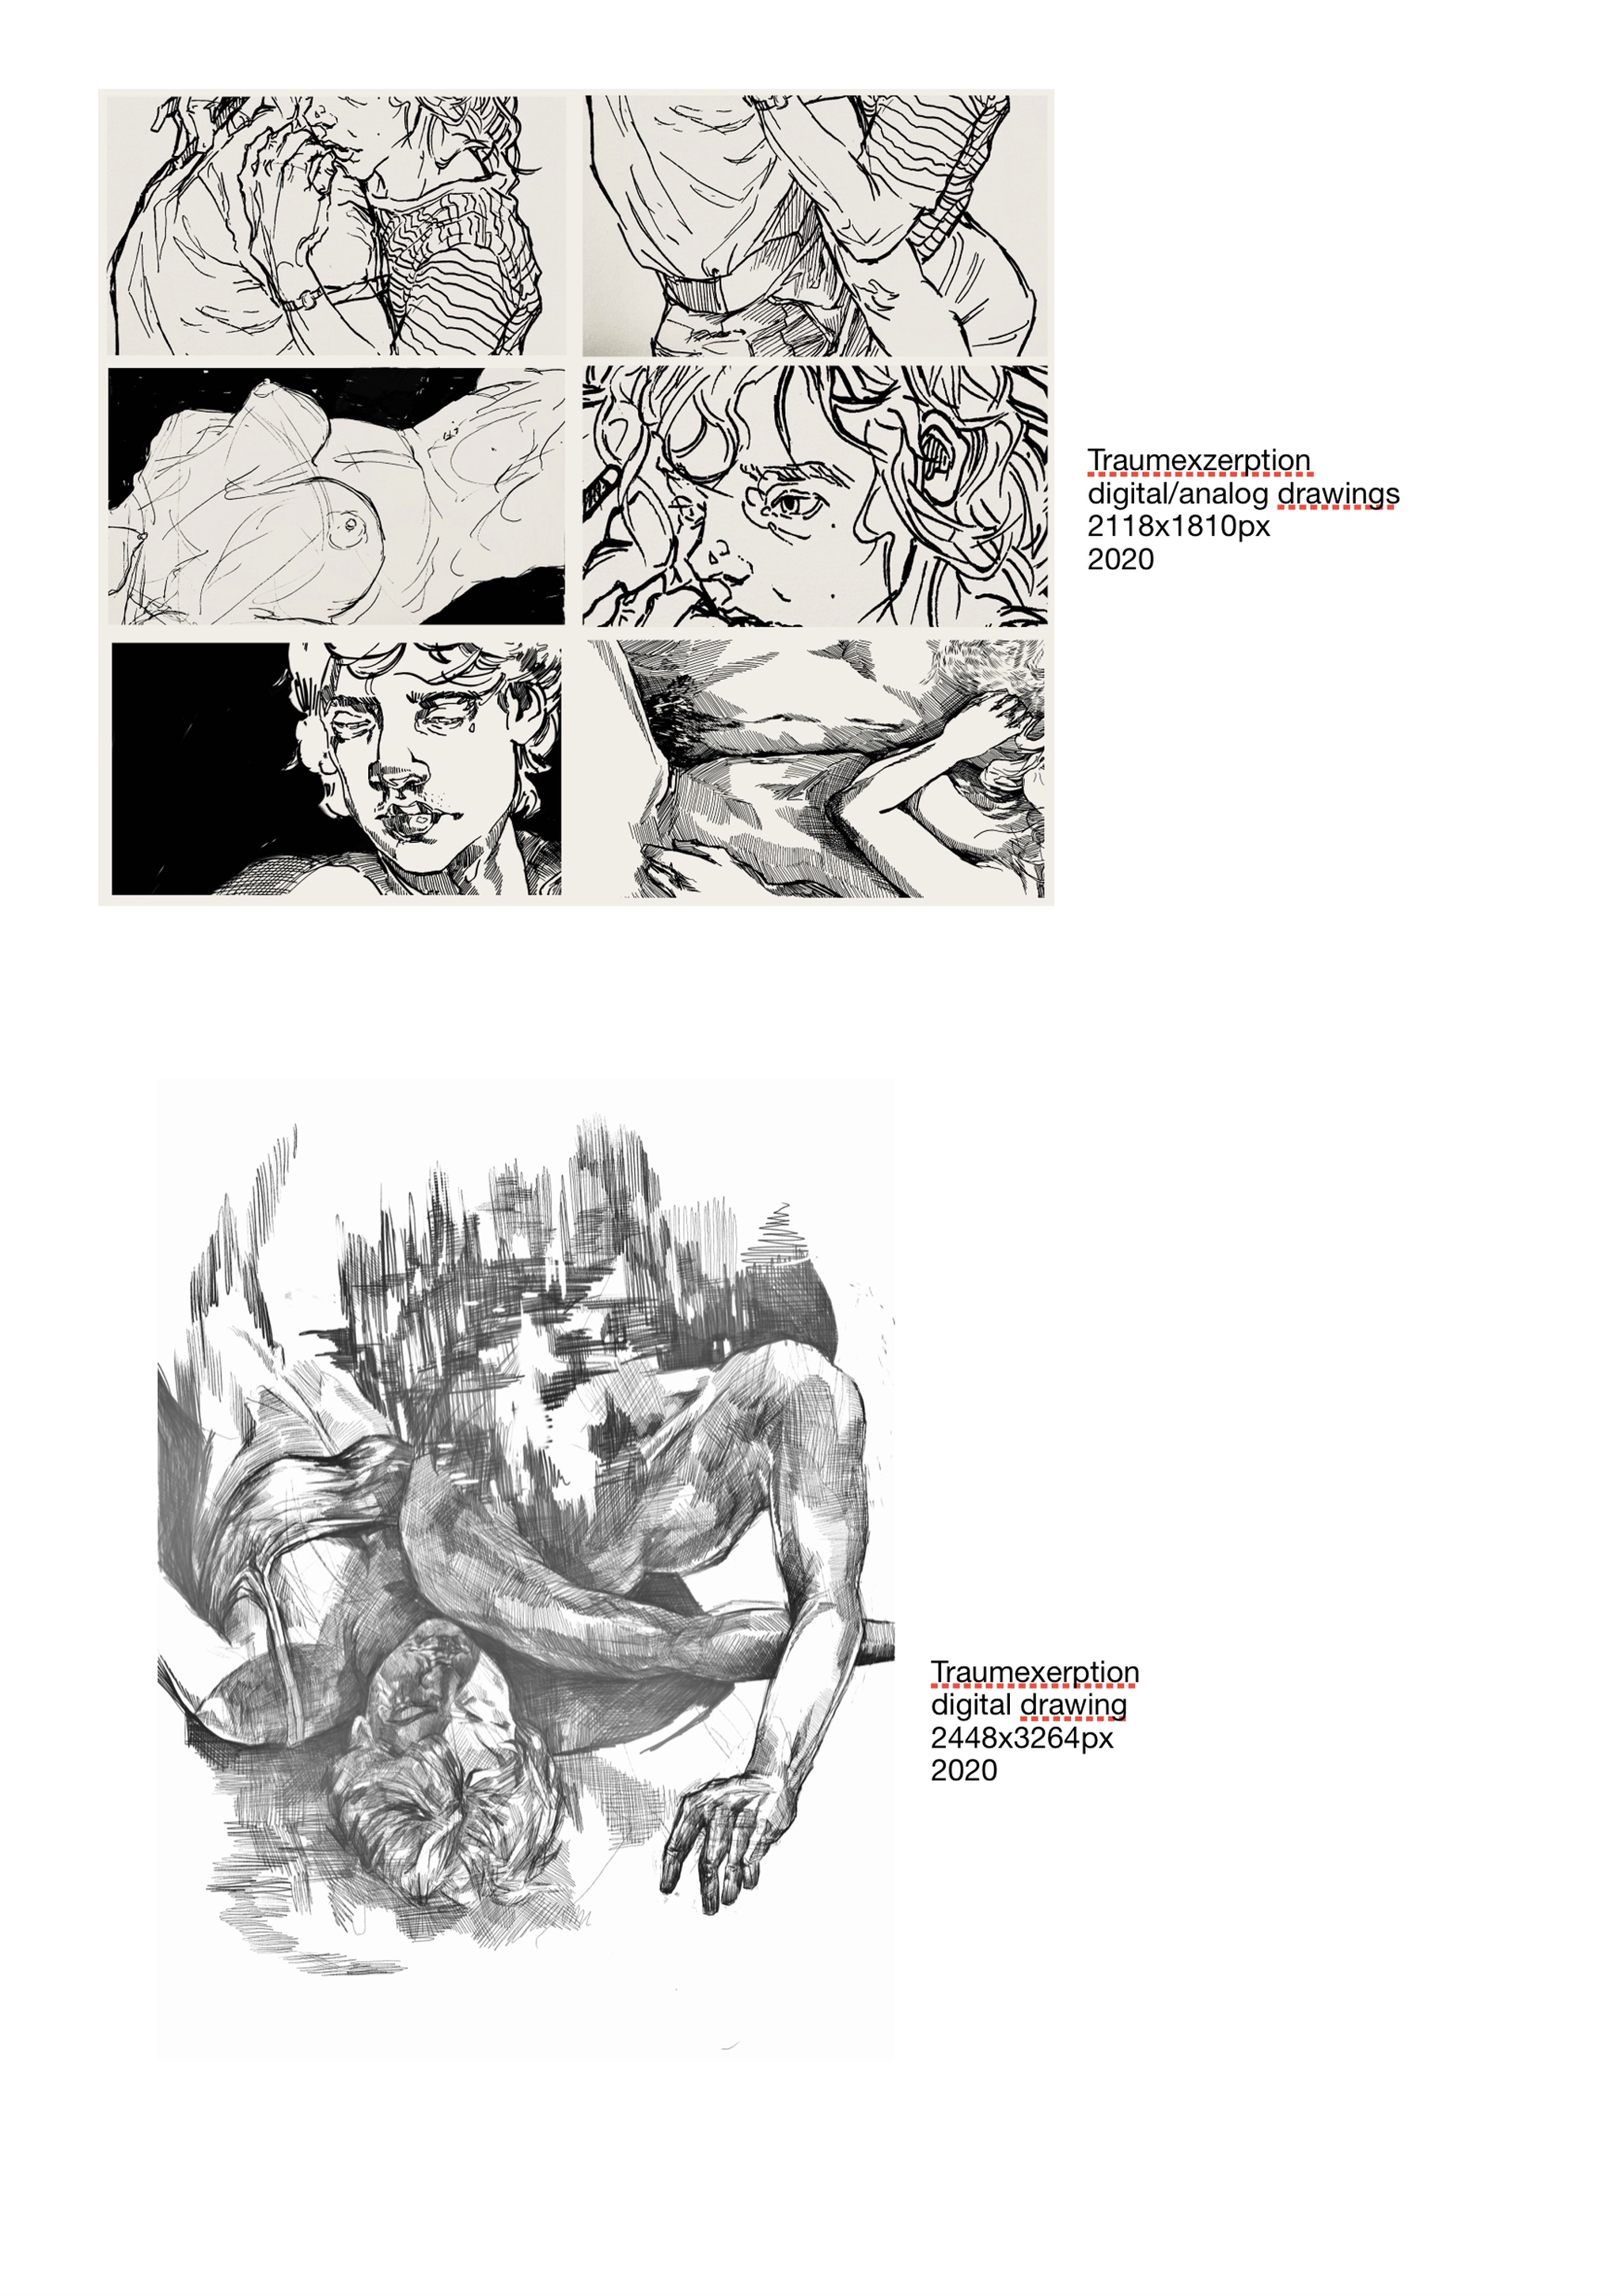 Traumexzerption
digital/analog drawings
2118x1810px
2020
Traumexerption
digital drawing
2448x3264px
2020